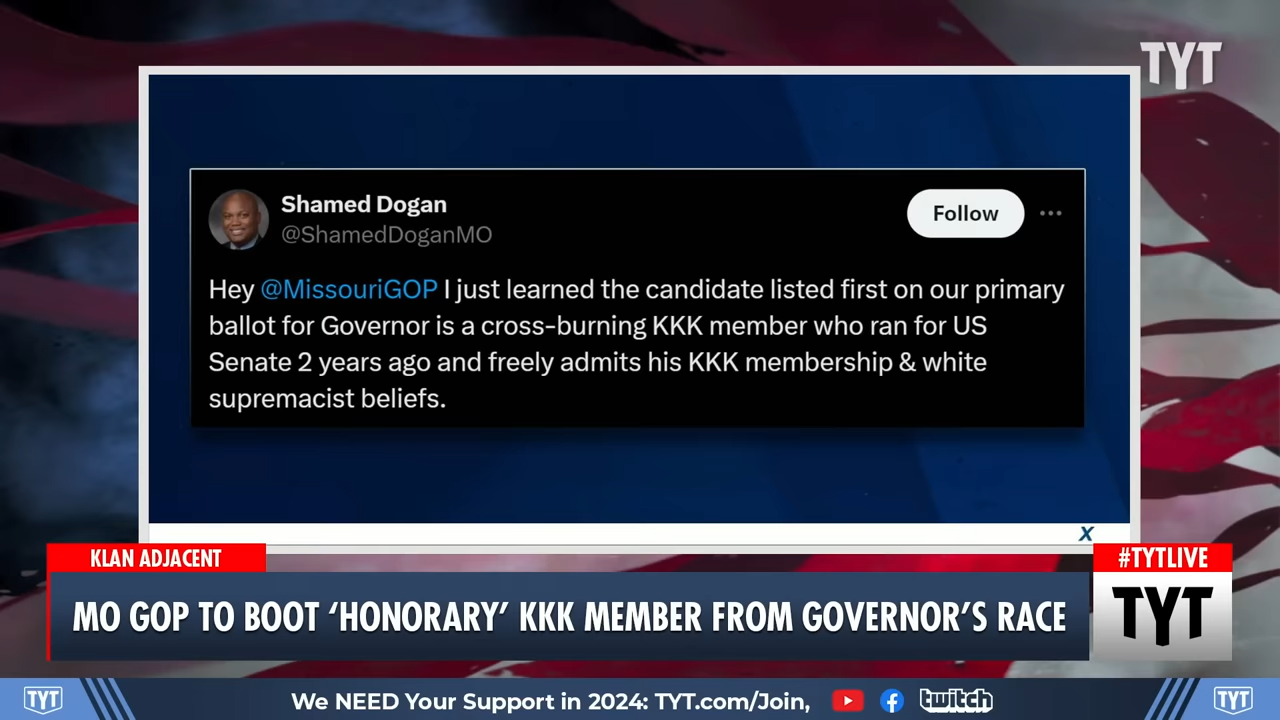 TYT
Shamed Dogan
@ShamedDoganMO
Follow
Hey @MissouriGOP I just learned the candidate listed first on our primary
ballot for Governor is a cross-burning KKK member who ran for US
Senate 2 years ago and freely admits his KKK membership & white
supremacist beliefs.
X
KLAN ADJACENT
#TYTLIVE
MO GOP TO BOOT ‘HONORARY’ KKK MEMBER FROM GOVERNOR’S RACE
TYT
TYT
We NEED Your Support in 2024: TYT.com/Join,
twitch
TYT